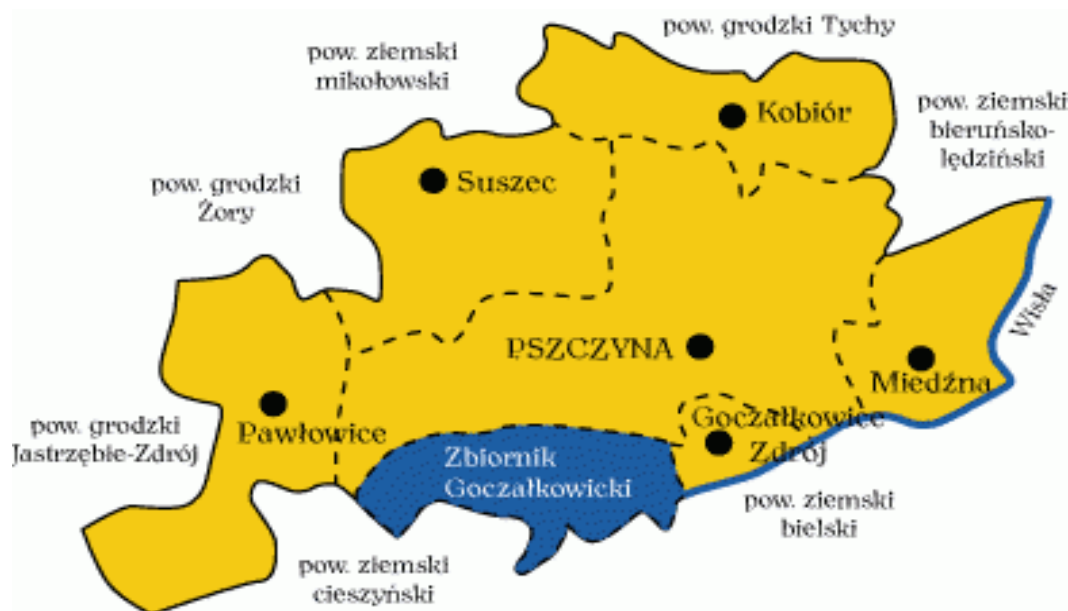 pow. grodzki Tychy
pow. ziemski
mikołowski
Kobiór
pow. ziemski
bieruńsko-
lędziński
Suszec
pow. grodzki
Żory
Wisła
PSZCZYNA
Miedźna
Pawłowice
Goczałkowice
Zdrój
pow. grodzki
Jastrzębie-Zdrój
Zbiornik
Goczałkowicki
pow. ziemski
bielski
pow. ziemski
cieszyński